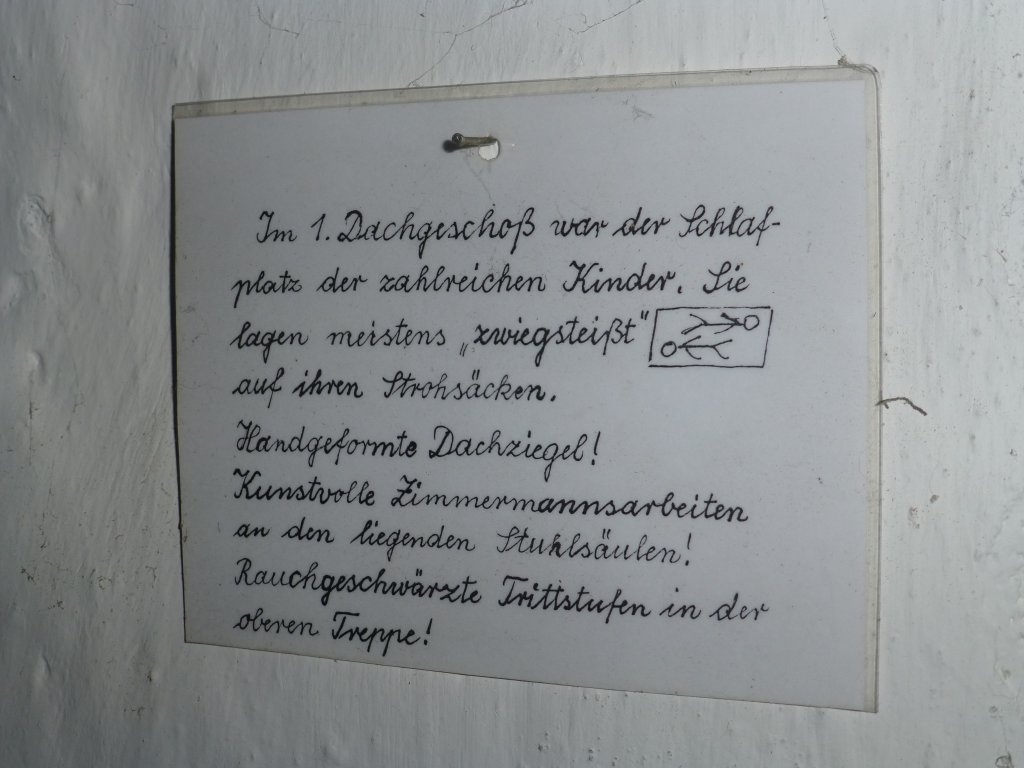 Im 1. Dachgeschoß war der Schlaf-
platz der zahlreichen Kinder. Sie
lagen meistens „zwiegsteißt“
auf ihren Strohsäcken.
Handgeformte Dachziegel!
Kunstvolle Zimmermannsarbeiten
an den liegenden Stuhlsäulen!
Rauchgeschwärzte Trittstufen in der
oberen Treppe!